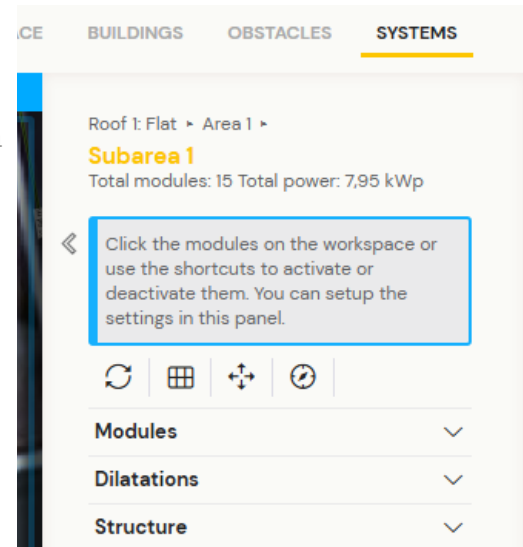 BUILDINGS OBSTACLES SYSTEMS
Roof 1: Flat ▸ Area 1 ▸
Subarea 1
Total modules: 15 Total power: 7,95 kWp
Click the modules on the workspace or
use the shortcuts to activate or
deactivate them. You can setup the
settings in this panel.
Modules
Dilatations
Structure